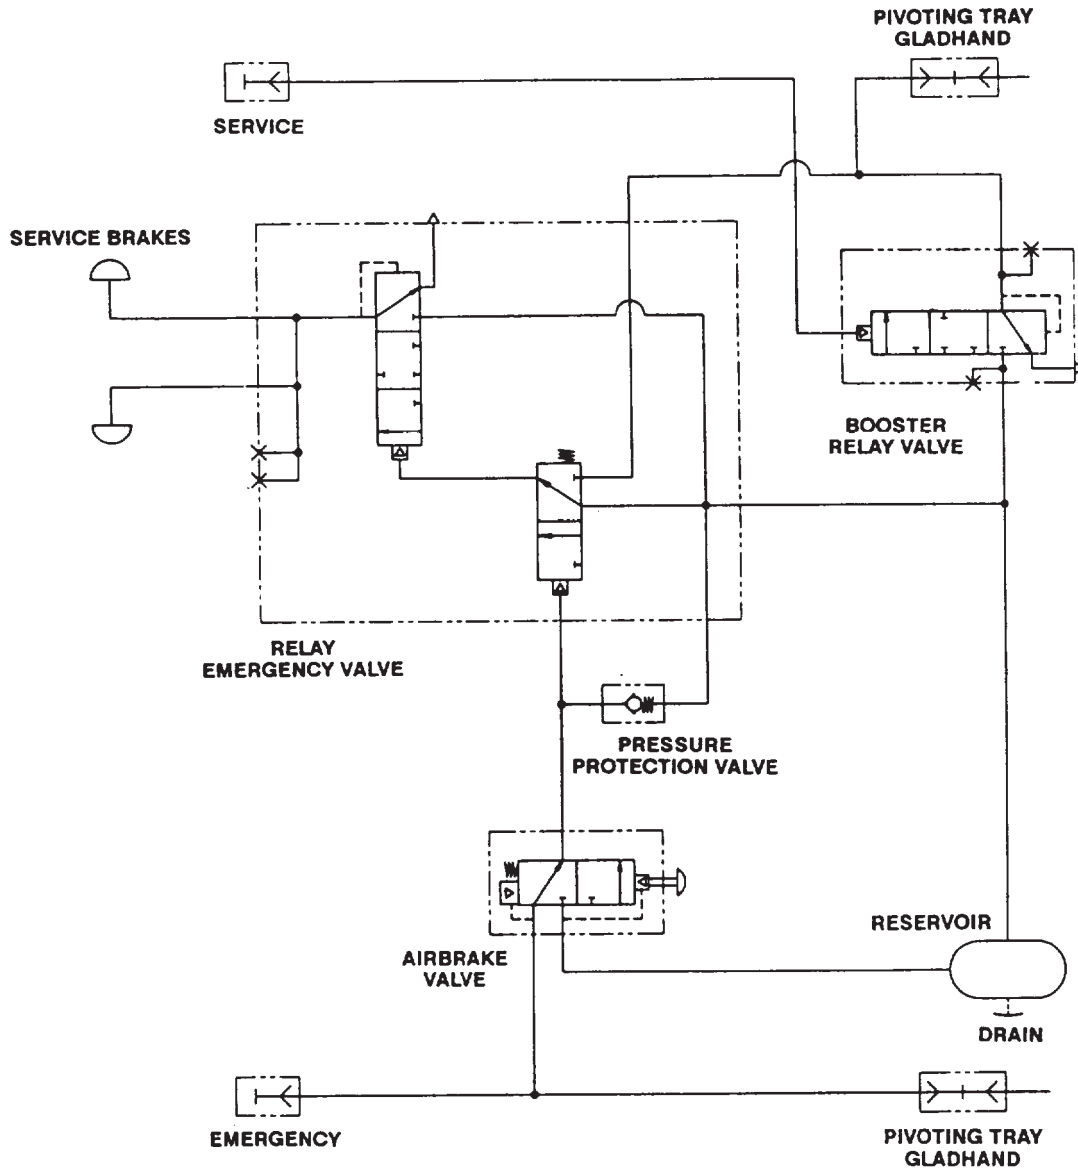 PIVOTING TRAY
GLADHAND
SERVICE
SERVICE BRAKES
BOOSTER
RELAY VALVE
RELAY
EMERGENCY VALVE
PRESSURE
PROTECTION VALVE
RESERVOIR
AIRBRAKE
VALVE
DRAIN
EMERGENCY
PIVOTING TRAY
GLADHAND